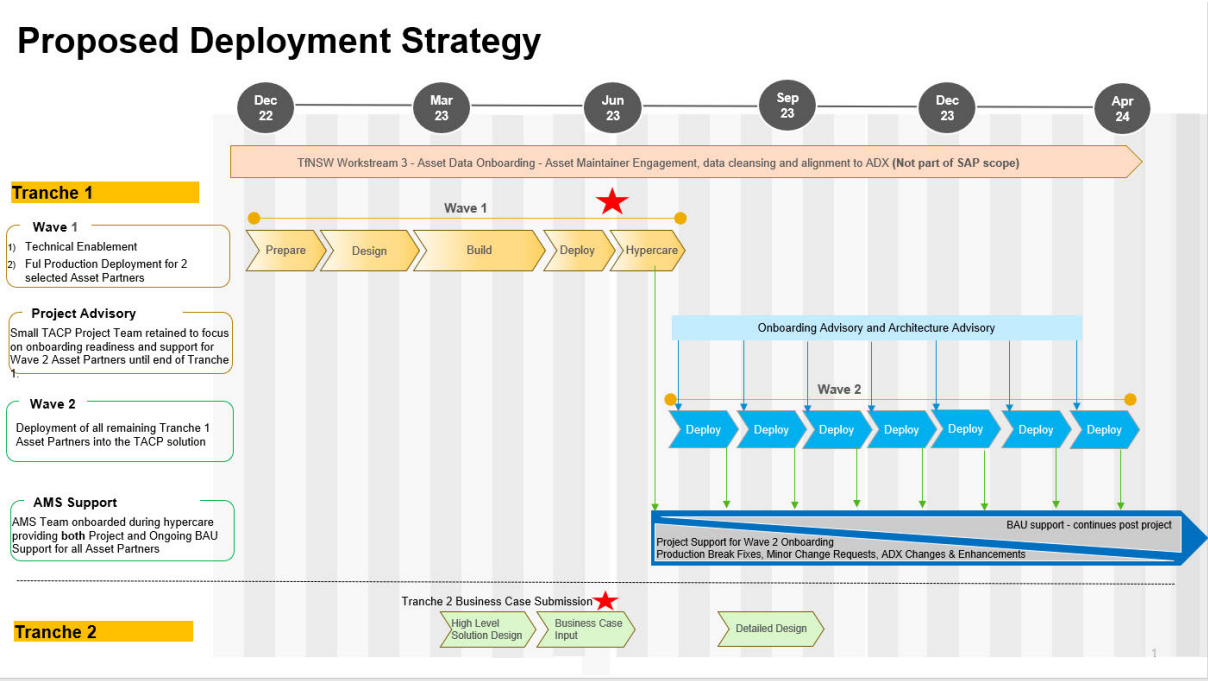 Proposed Deployment Strategy
Dec
22
Mar
23
Jun
23
Sep
23
Dec
23
Apr
24
TfNSW Workstream 3 - Asset Data Onboarding - Asset Maintainer Engagement, data cleansing and alignment to ADX (Not part of SAP scope)
Tranche 1
Wave 1
1) Technical Enablement
2) Ful Production Deployment for 2
selected Asset Partners
Wave 1
Prepare
Design
Build
Deploy
Hypercare
Project Advisory
Small TACP Project Team retained to focus
on onboarding readiness and support for
Wave 2 Asset Partners until end of Tranche
1.
Onboarding Advisory and Architecture Advisory
Wave 2
Deployment of all remaining Tranche 1
Asset Partners into the TACP solution
Wave 2
Deploy
Deploy
Deploy
Deploy
Deploy
Deploy
Deploy
AMS Support
AMS Team onboarded during hypercare
providing both Project and Ongoing BAU
Support for all Asset Partners
BAU support - continues post project
Project Support for Wave 2 Onboarding
Production Break Fixes, Minor Change Requests, ADX Changes & Enhancements
Tranche 2
Tranche 2 Business Case Submission
High Level
Solution Design
Business Case
Input
Detailed Design
1